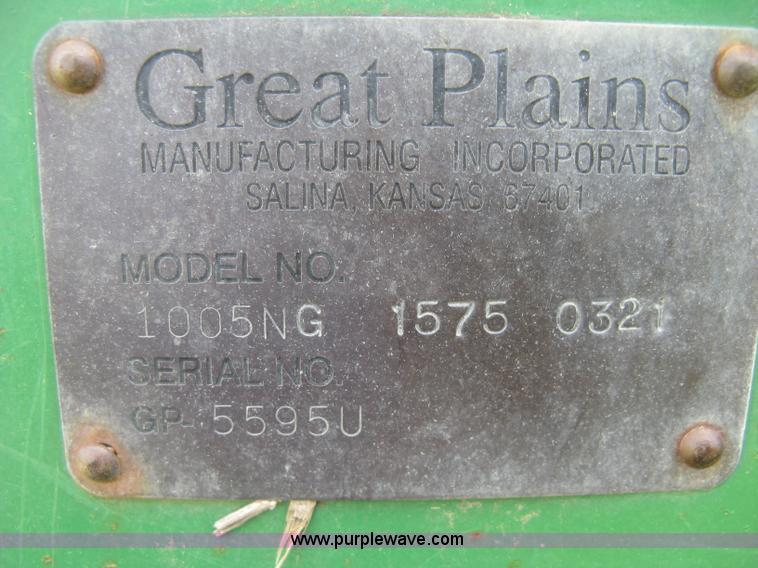 Great Plains
MANUFACTURING INCORPORATED
SALINA, KANSAS 67401
MODEL NO.
1005NG 1575 0321
SERIAL NO.
GP- 5595U
www.purplewave.com